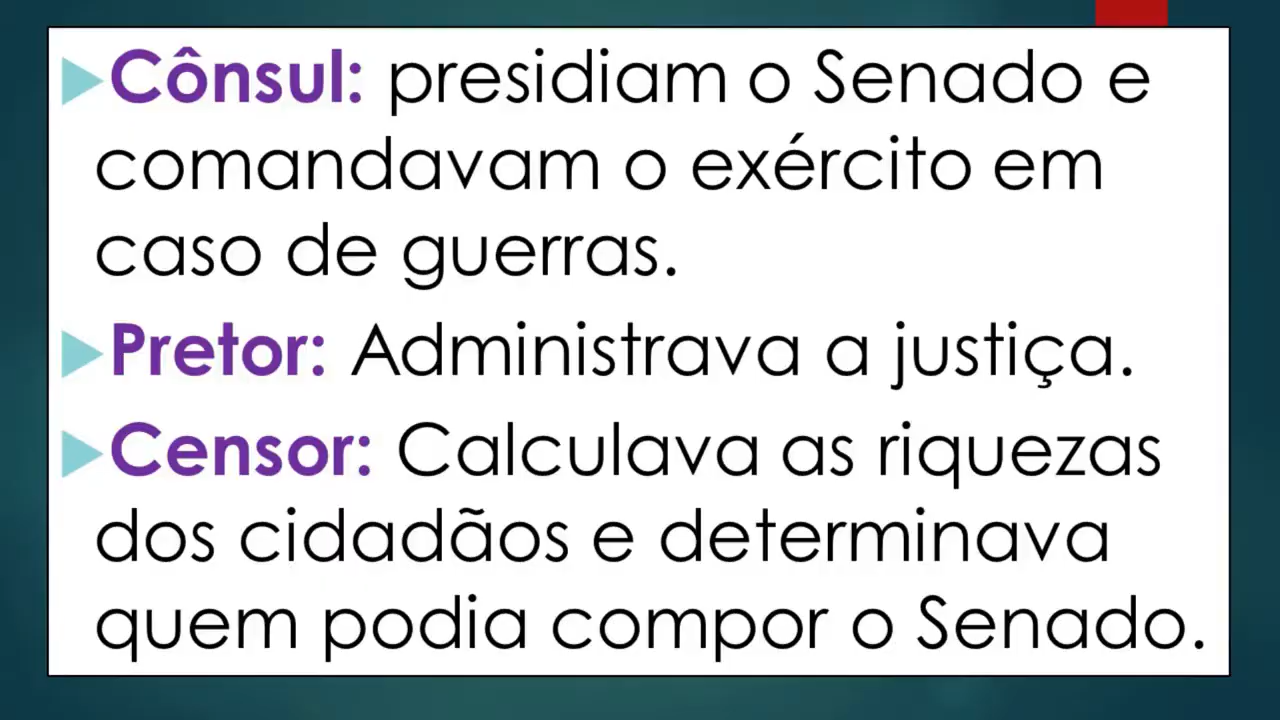 Cônsul: presidiam o Senado e
comandavam o exército em
caso de guerras.
Pretor: Administrava a justiça.
Censor: Calculava as riquezas
dos cidadãos e determinava
quem podia compor o Senado.